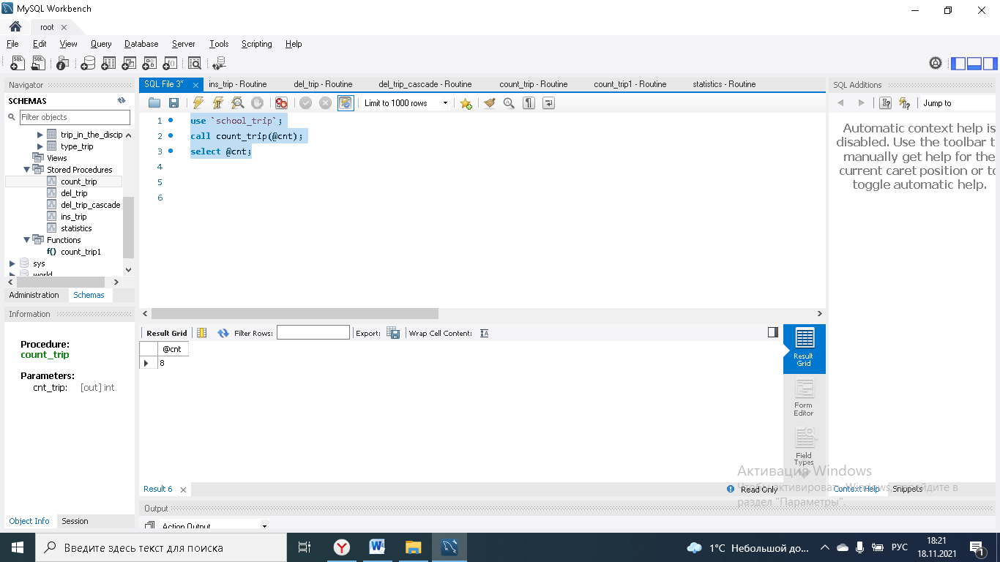 MySQL Workbench
root
File Edit View Query Database Server Tools Scripting Help
Navigator
SCHEMAS
Filter objects
trip_in_the_discip
type_trip
Views
Stored Procedures
count_trip
del_trip
del_trip_cascade
ins_trip
statistics
Functions
f() count_trip1
sys
world
Administration Schemas
Information
Procedure:
count_trip
Parameters:
cnt_trip: [out] int
Object Info Session
SQL File 3* ins_trip - Routine del_trip - Routine del_trip_cascade - Routine count_trip - Routine count_trip1 - Routine statistics - Routine
Limit to 1000 rows
1 use `school_trip`;
2 call count_trip(@cnt);
3 select @cnt;
4
5
6
Result Grid Filter Rows: Export: Wrap Cell Content:
@cnt
8
Result
Grid
Form
Editor
Field
Types
Result 6
Read Only
Output
Action Output
SQL Additions
Jump to
Automatic context help is
disabled. Use the toolbar t
manually get help for the
current caret position or to
toggle automatic help.
Context Help Snippets
Активация Windows
Чтобы активировать Windows, перейдите в
раздел "Параметры".
Введите здесь текст для поиска
1°C Небольшой до...
РУС
18:21
18.11.2021
1